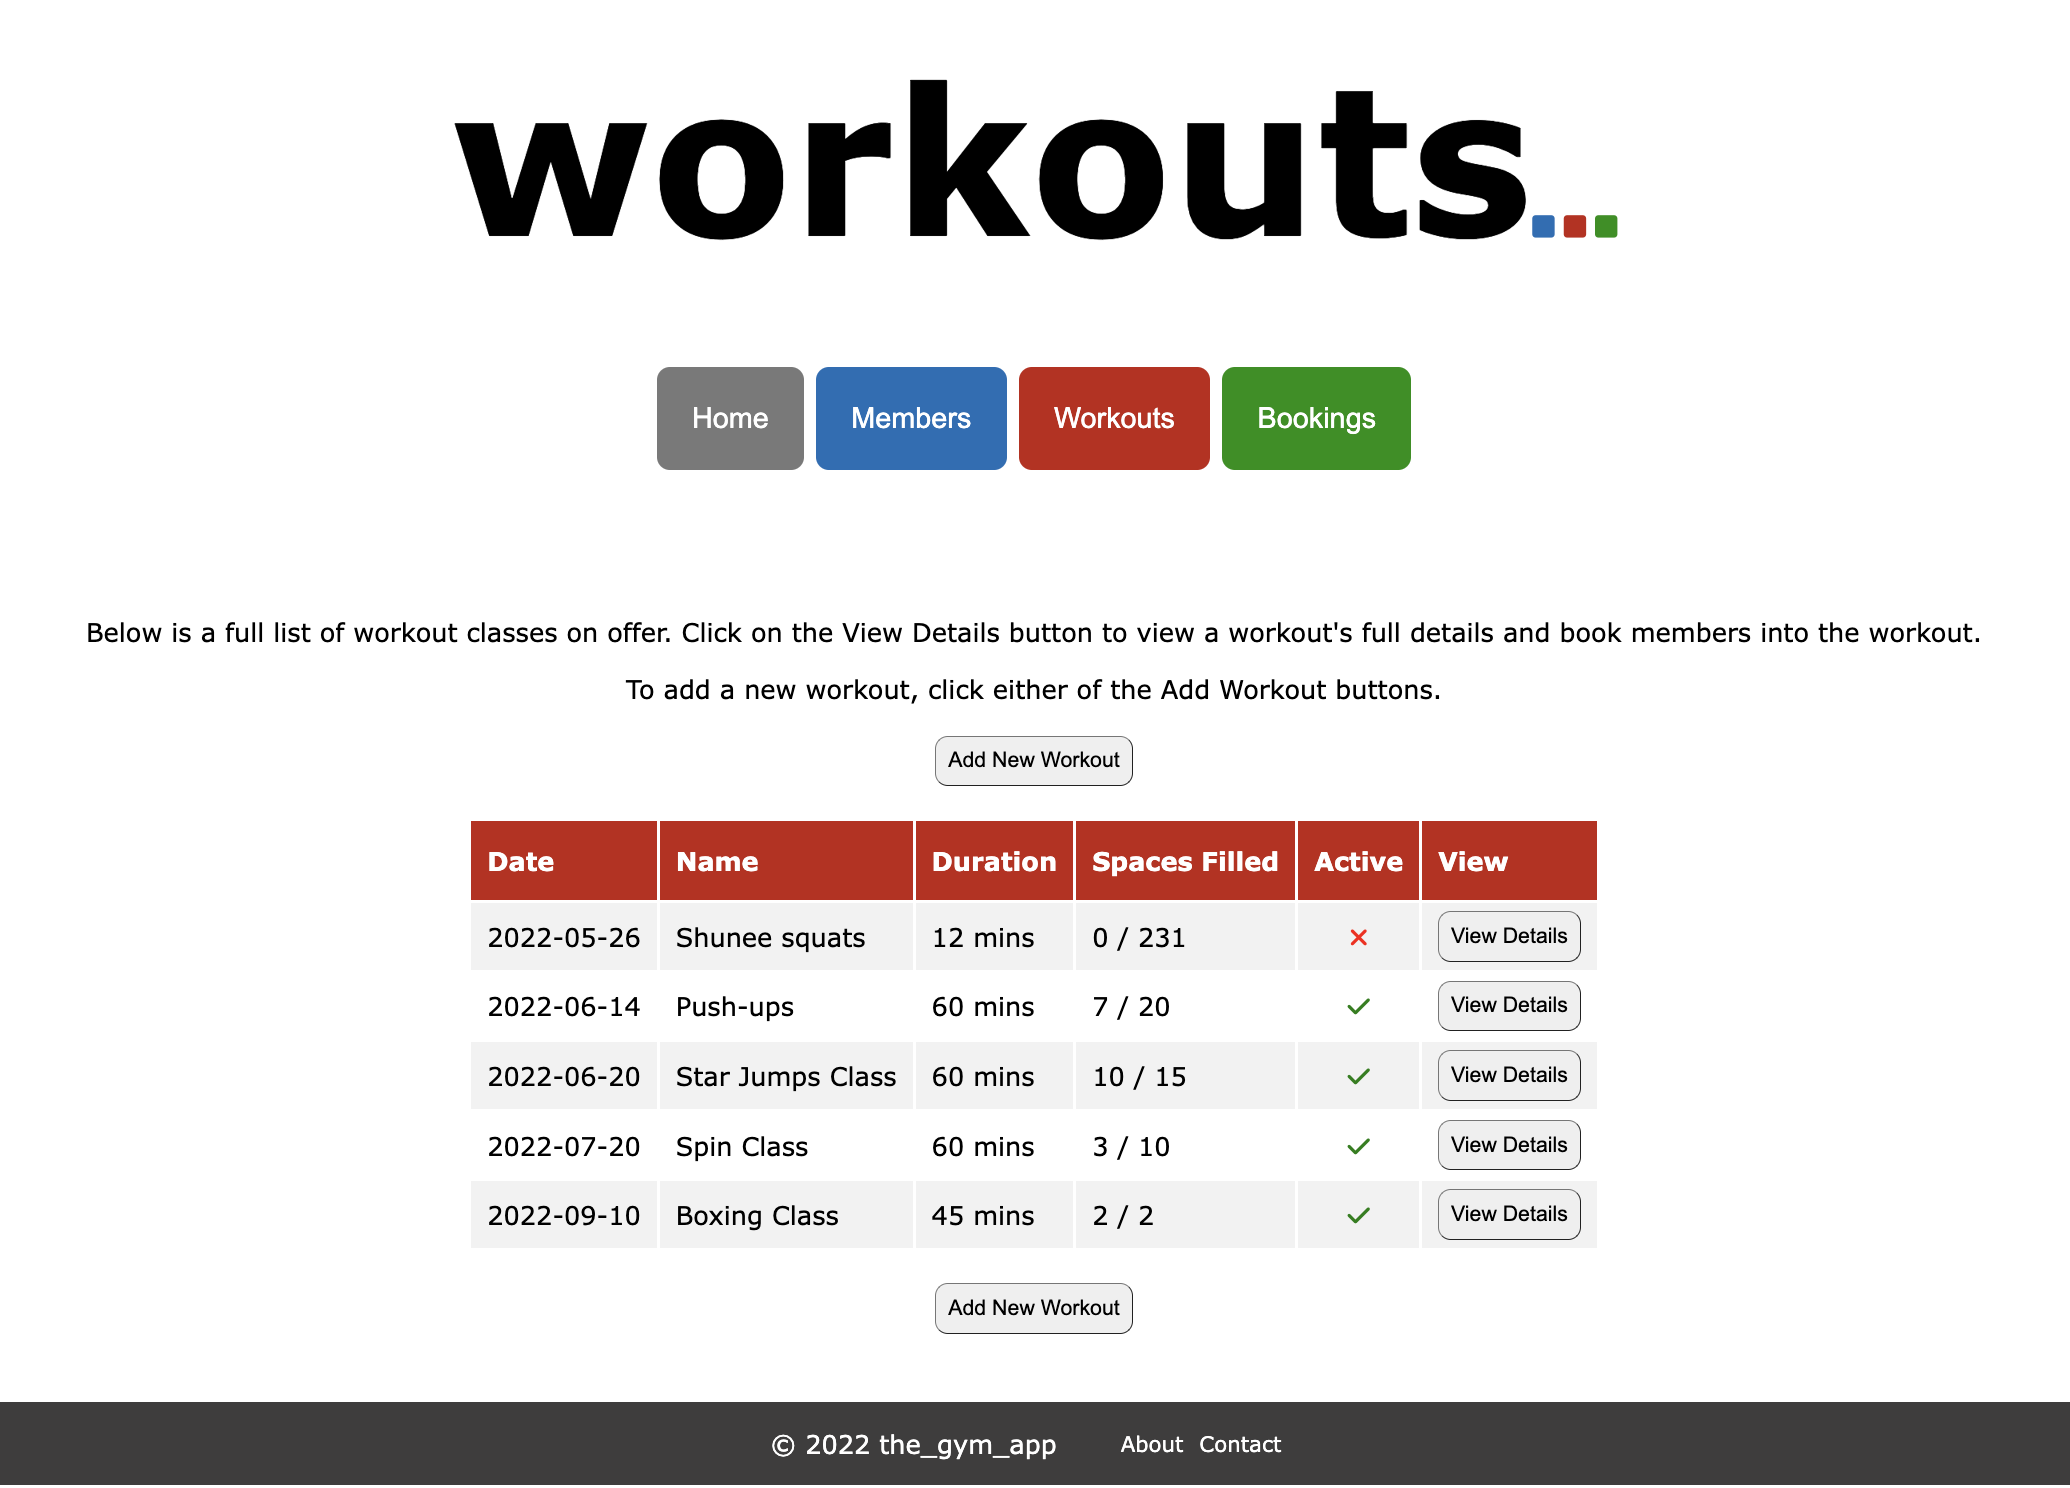 workouts...
Home Members Workouts Bookings
Below is a full list of workout classes on offer. Click on the View Details button to view a workout's full details and book members into the workout.
To add a new workout, click either of the Add Workout buttons.
Add New Workout
Date Name Duration Spaces Filled Active View
2022-05-26 Shunee squats 12 mins 0 / 231 View Details
2022-06-14 Push-ups 60 mins 7 / 20 View Details
2022-06-20 Star Jumps Class 60 mins 10 / 15 View Details
2022-07-20 Spin Class 60 mins 3 / 10 View Details
2022-09-10 Boxing Class 45 mins 2 / 2 View Details
Add New Workout
© 2022 the_gym_app About Contact